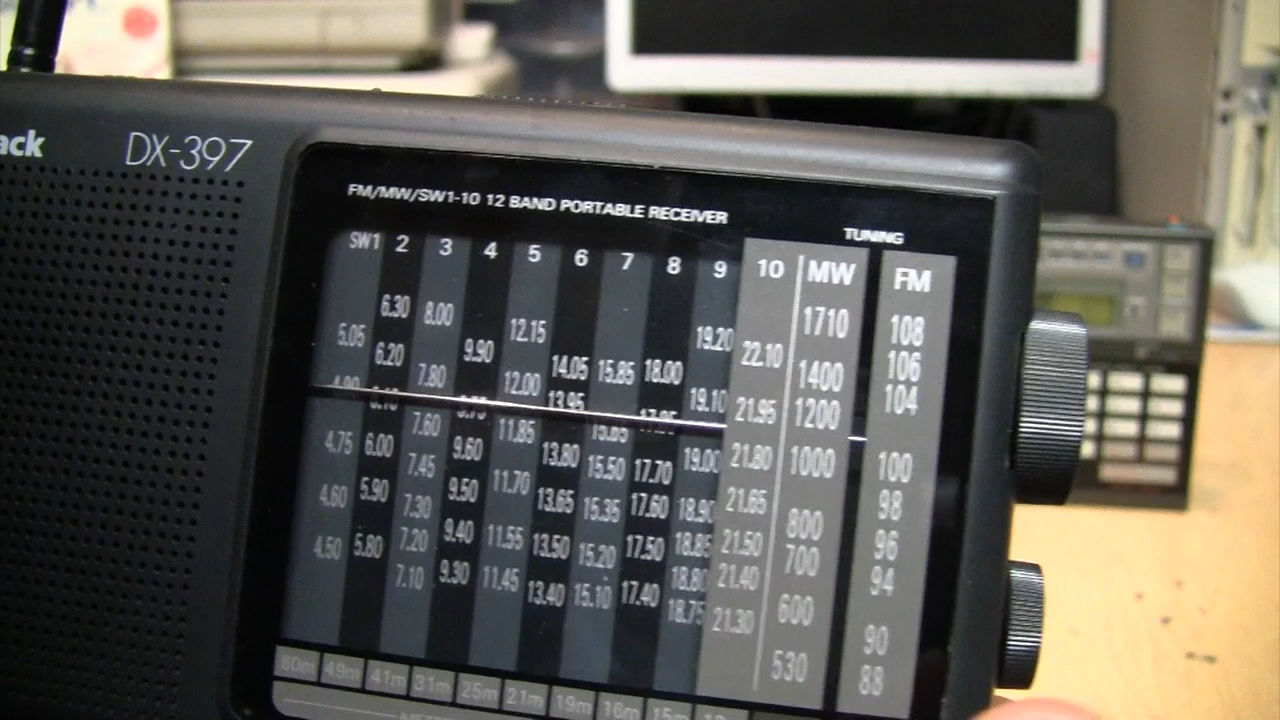 ack DX-397
FM/MW/SW1-10 12 BAND PORTABLE RECEIVER
TUNING
SW1 2 3 4 5 6 7 8 9 10 MW FM
6.30 8.00 12.15 19.20 1710 108
5.05 6.20 9.90 14.05 15.85 18.00 22.10 106
4.90 7.80 12.00 13.95 19.10 1400 104
21.95 1200
4.75 6.00 7.60 9.60 11.85 13.80 19.00 21.80 1000 100
4.60 5.90 7.45 9.50 11.70 13.65 15.50 17.70 18.90 21.65 98
7.30 15.35 17.60 800
4.50 5.80 7.20 9.40 11.55 13.50 15.20 17.50 18.85 21.50 700 96
7.10 9.30 11.45 13.40 15.10 17.40 18.80 21.40 94
18.75 21.30 600 90
530 88
60m 49m 41m 31m 25m 21m 19m 16m 15m